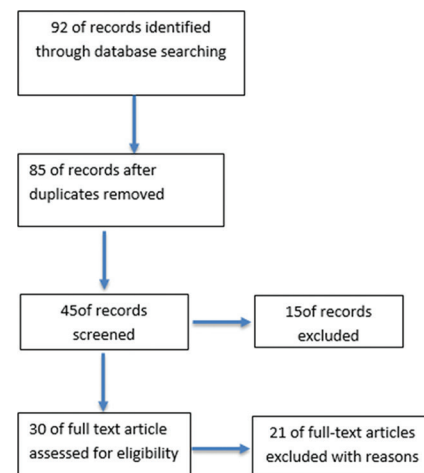 92 of records identified
through database searching
85 of records after
duplicates removed
45of records
screened
15of records
excluded
30 of full text article
assessed for eligibility
21 of full-text articles
excluded with reasons